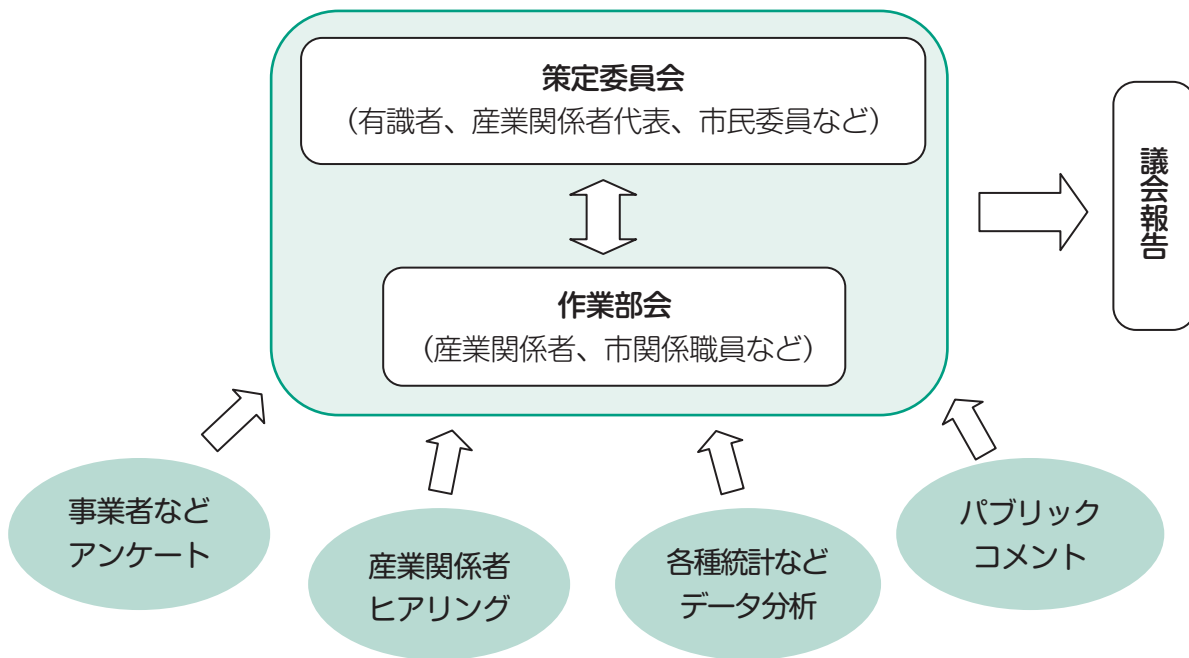 策定委員会
（有識者、産業関係者代表、市民委員など）
議会報告
作業部会
（産業関係者、市関係職員など）
事業者など
アンケート
産業関係者
ヒアリング
各種統計など
データ分析
パブリック
コメント